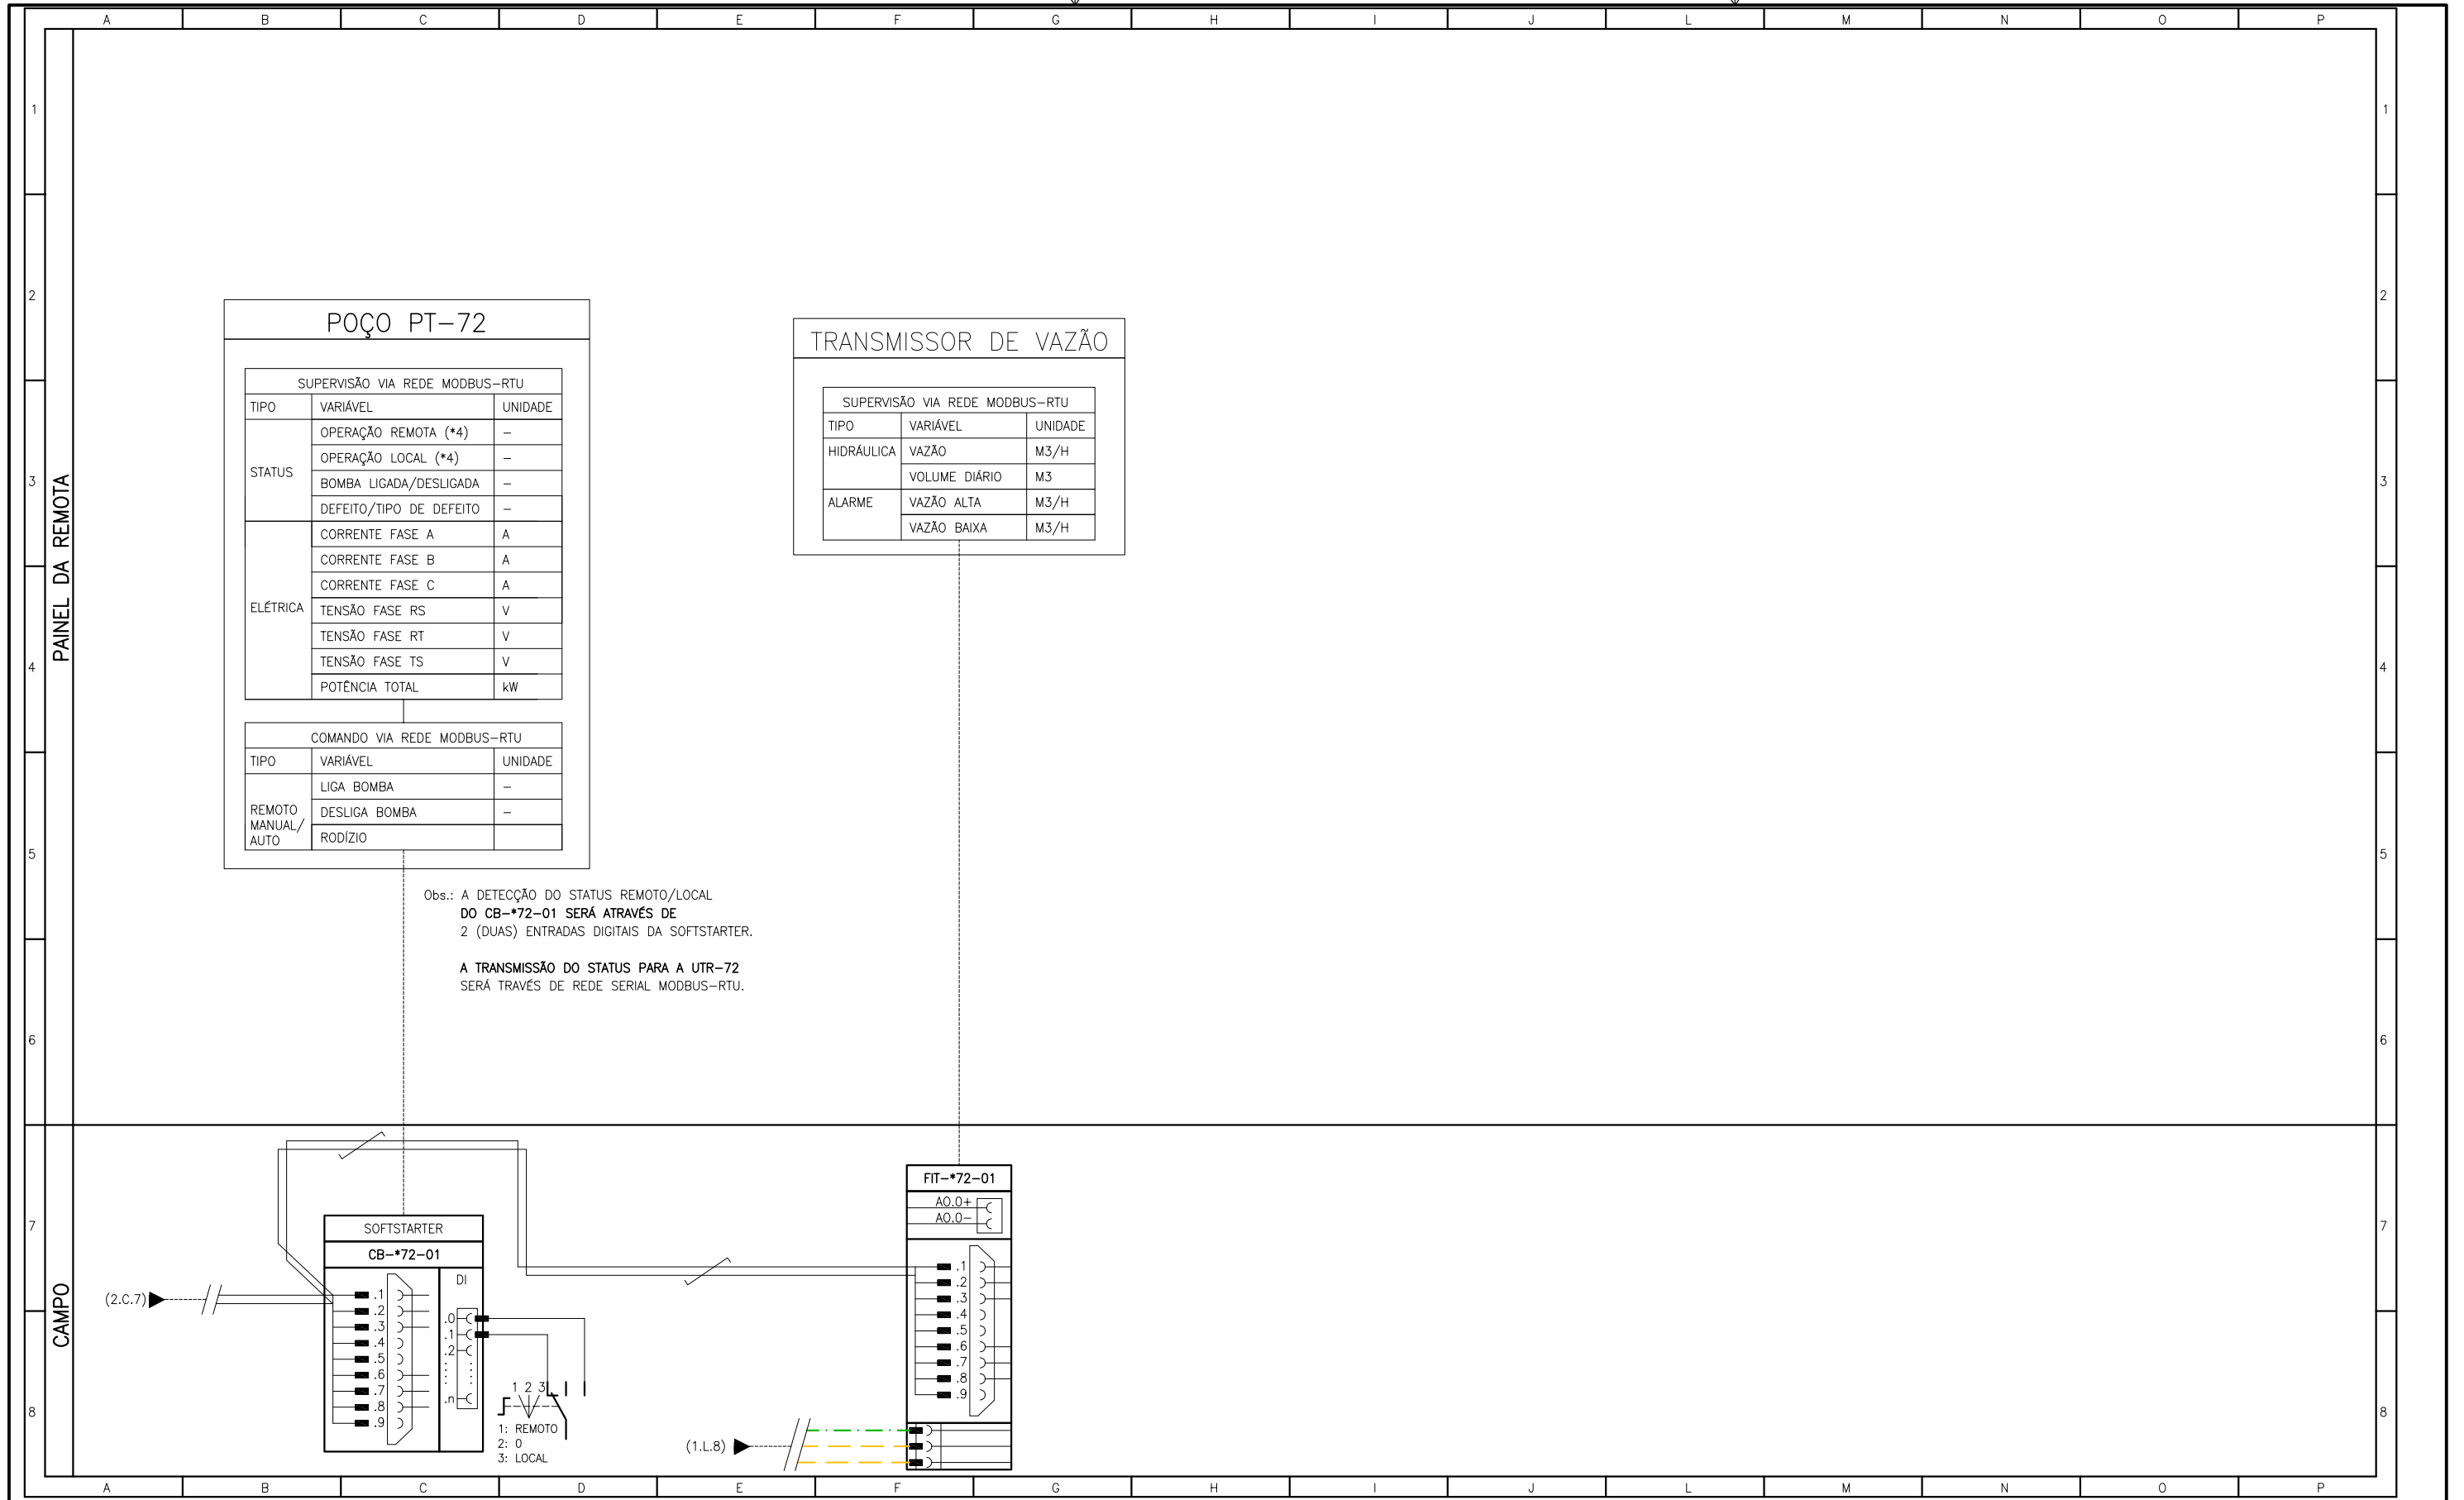 A B C D E F G H I J L M N O P
1 1
2 2
3 3
4 4
5 5
6 6
7 7
8 8
PAINEL DA REMOTA
CAMPO
POÇO PT-72
SUPERVISÃO VIA REDE MODBUS-RTU
TIPO VARIÁVEL UNIDADE
STATUS
OPERAÇÃO REMOTA (*4) -
OPERAÇÃO LOCAL (*4) -
BOMBA LIGADA/DESLIGADA -
DEFEITO/TIPO DE DEFEITO -
ELÉTRICA
CORRENTE FASE A A
CORRENTE FASE B A
CORRENTE FASE C A
TENSÃO FASE RS V
TENSÃO FASE RT V
TENSÃO FASE TS V
POTÊNCIA TOTAL kW
COMANDO VIA REDE MODBUS-RTU
TIPO VARIÁVEL UNIDADE
REMOTO
MANUAL/
AUTO
LIGA BOMBA -
DESLIGA BOMBA -
RODÍZIO
TRANSMISSOR DE VAZÃO
SUPERVISÃO VIA REDE MODBUS-RTU
TIPO VARIÁVEL UNIDADE
HIDRÁULICA VAZÃO M3/H
VOLUME DIÁRIO M3
ALARME VAZÃO ALTA M3/H
VAZÃO BAIXA M3/H
Obs.: A DETECÇÃO DO STATUS REMOTO/LOCAL
DO CB-*72-01 SERÁ ATRAVÉS DE
2 (DUAS) ENTRADAS DIGITAIS DA SOFTSTARTER.
A TRANSMISSÃO DO STATUS PARA A UTR-72
SERÁ TRAVÉS DE REDE SERIAL MODBUS-RTU.
(2.C.7)
SOFTSTARTER
CB-*72-01
.1
.2
.3
.4
.5
.6
.7
.8
.9
DI
.0
.1
.2
.n
1 2 3
1: REMOTO
2: 0
3: LOCAL
FIT-*72-01
AO.0+
AO.0-
.1
.2
.3
.4
.5
.6
.7
.8
.9
(1.L.8)
A B C D E F G H I J L M N O P